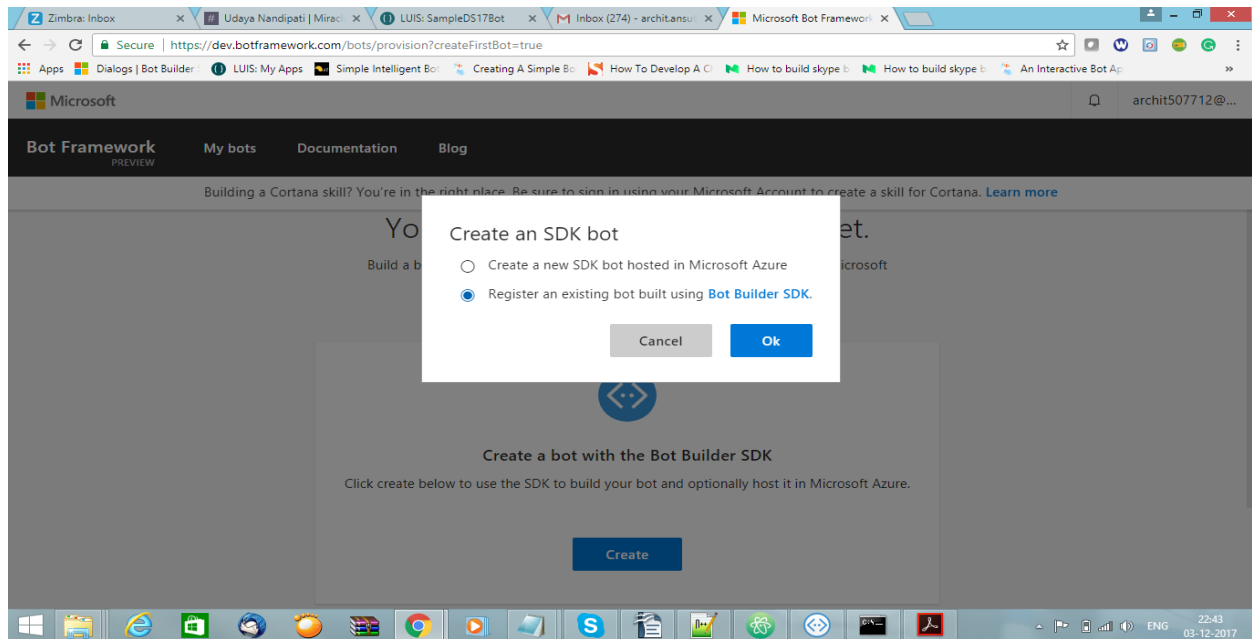 Zimbra: Inbox
Udaya Nandipati | Miracl
LUIS: SampleDS17Bot
Inbox (274) - archit.ansu
Microsoft Bot Framework
Secure | https://dev.botframework.com/bots/provision?createFirstBot=true
Apps Dialogs | Bot Builder LUIS: My Apps Simple Intelligent Bo Creating A Simple Bo How To Develop A C How to build skype b How to build skype b An Interactive Bot Ap »
Microsoft
archit507712@...
Bot Framework
PREVIEW
My bots Documentation Blog
Building a Cortana skill? You're in the right place. Be sure to sign in using your Microsoft Account to create a skill for Cortana. Learn more
Yo et.
Build a b icrosoft
Create an SDK bot
Create a new SDK bot hosted in Microsoft Azure
Register an existing bot built using Bot Builder SDK.
Cancel Ok
Create a bot with the Bot Builder SDK
Click create below to use the SDK to build your bot and optionally host it in Microsoft Azure.
Create
ENG
22:43
03-12-2017